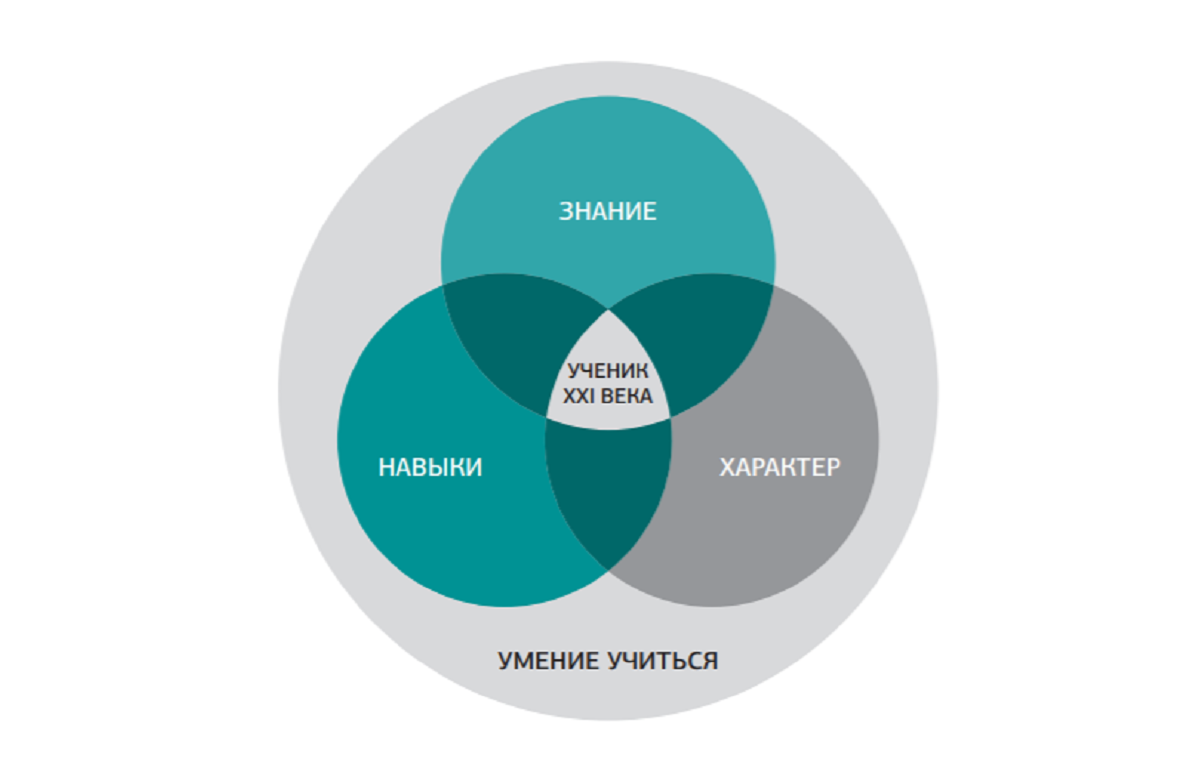 ЗНАНИЕ
УЧЕНИК
XXI ВЕКА
НАВЫКИ
ХАРАКТЕР
УМЕНИЕ УЧИТЬСЯ